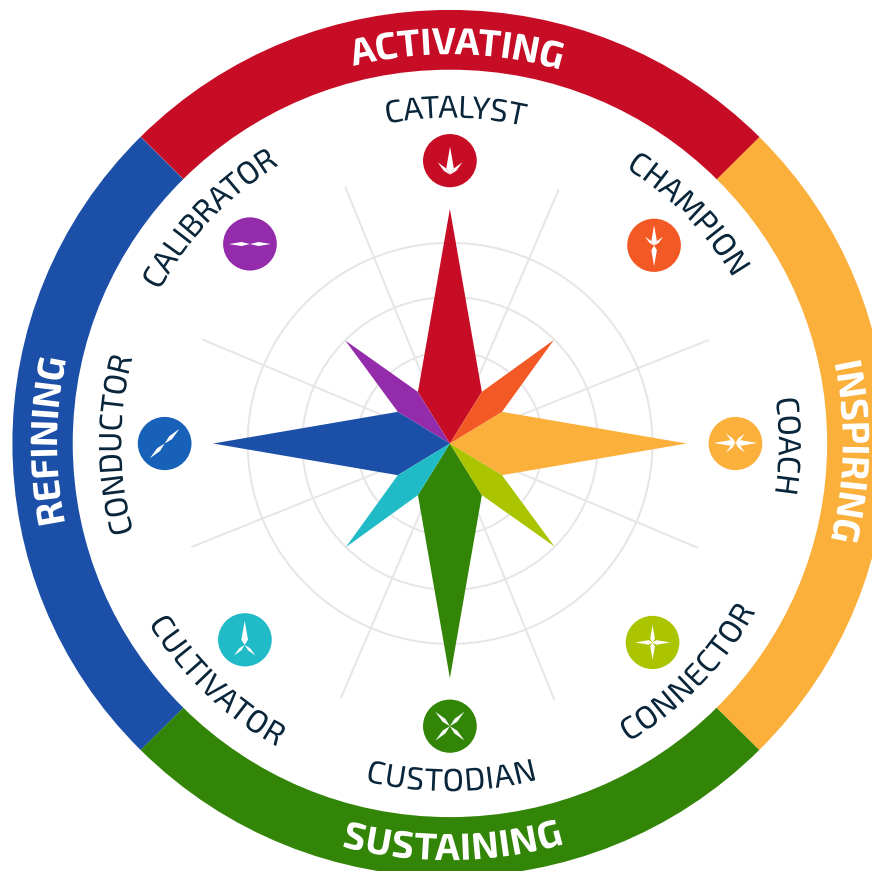 ACTIVATING
CATALYST
CHAMPION
COACH
INSPIRING
CONNECTOR
CUSTODIAN
SUSTAINING
CULTIVATOR
CONDUCTOR
REFINING
CALIBRATOR